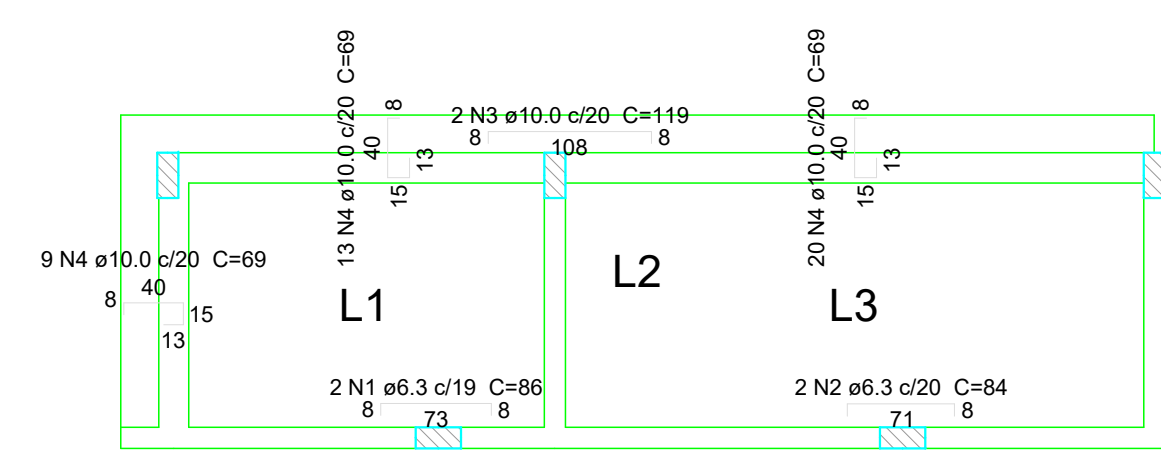 13 N4 ø10.0 c/20 C=69
8
40
13
15
2 N3 ø10.0 c/20 C=119
8
8
108
20 N4 ø10.0 c/20 C=69
8
40
13
15
9 N4 ø10.0 c/20 C=69
40
8
15
13
L1
L2
L3
2 N1 ø6.3 c/19 C=86
8
8
73
2 N2 ø6.3 c/20 C=84
8
71